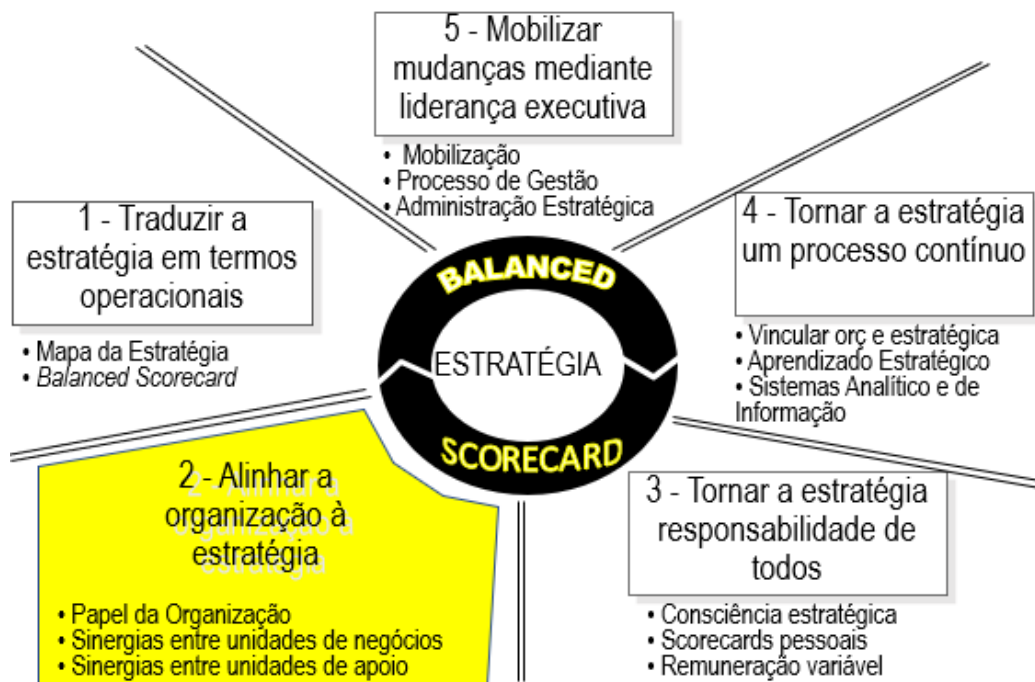 5 - Mobilizar
mudanças mediante
liderança executiva
• Mobilização
• Processo de Gestão
• Administração Estratégica
1 - Traduzir a
estratégia em termos
operacionais
• Mapa da Estratégia
• Balanced Scorecard
4 - Tornar a estratégia
um processo contínuo
• Vincular orç e estratégica
• Aprendizado Estratégico
• Sistemas Analítico e de
Informação
BALANCED
ESTRATÉGIA
SCORECARD
2 - Alinhar a
organização à
estratégia
• Papel da Organização
• Sinergias entre unidades de negócios
• Sinergias entre unidades de apoio
3 - Tornar a estratégia
responsabilidade de
todos
• Consciência estratégica
• Scorecards pessoais
• Remuneração variável